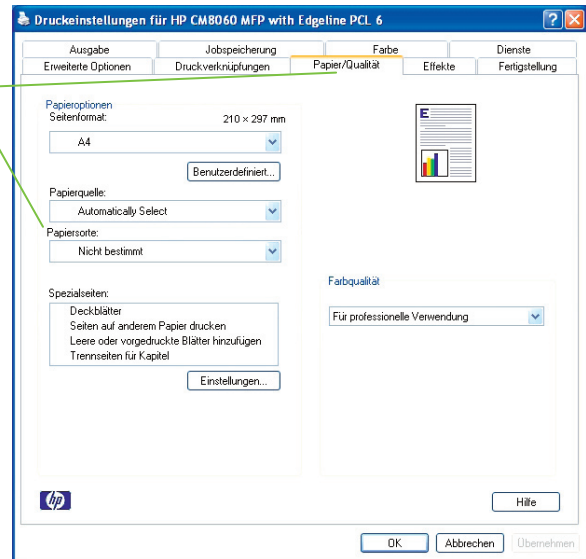 Druckeinstellungen für HP CM8060 MFP with Edgeline PCL 6
Ausgabe
Jobspeicherung
Farbe
Dienste
Erweiterte Optionen
Druckverknüpfungen
Papier/Qualität
Effekte
Fertigstellung
Papieroptionen
Seitenformat:
210 × 297 mm
A4
Benutzerdefiniert...
Papierquelle:
Automatically Select
Papiersorte:
Nicht bestimmt
Spezialseiten:
Deckblätter
Seiten auf anderem Papier drucken
Leere oder vorgedruckte Blätter hinzufügen
Trennseiten für Kapitel
Einstellungen...
E
Farbqualität
Für professionelle Verwendung
hp
Hilfe
OK
Abbrechen
Übernehmen